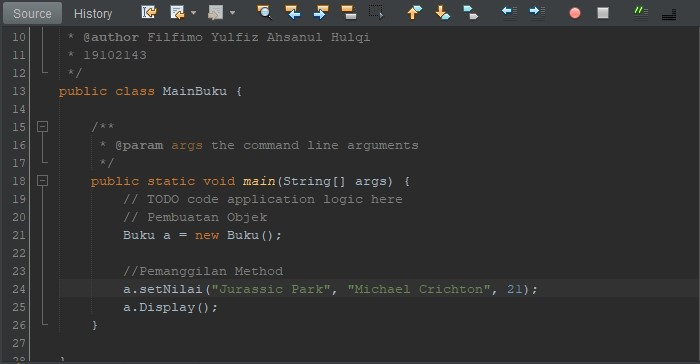 Source History
10 * @author Filfimo Yulfiz Ahsanul Hulqi
11 * 19102143
12 */
13 public class MainBuku {
14
15 /**
16 * @param args the command line arguments
17 */
18 public static void main(String[] args) {
19 // TODO code application logic here
20 // Pembuatan Objek
21 Buku a = new Buku();
22
23 //Pemanggilan Method
24 a.setNilai("Jurassic Park", "Michael Crichton", 21);
25 a.Display();
26 }
27
28 }